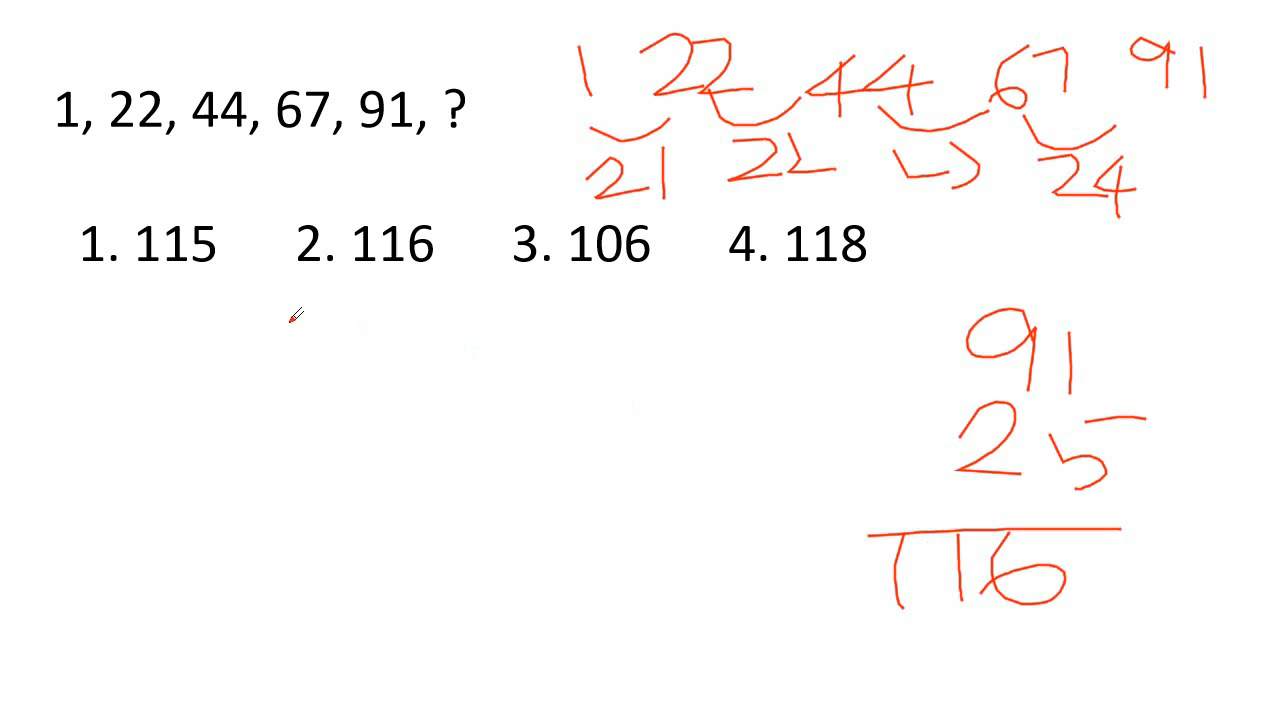 1, 22, 44, 67, 91, ?
1 22 44 67 91
21 22 23 24
1. 115 2. 116 3. 106 4. 118
91
25
116